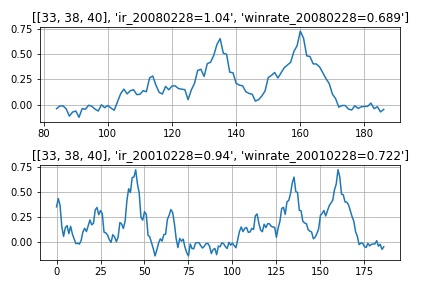 [[33, 38, 40], 'ir_20080228=1.04', 'winrate_20080228=0.689']
0.75
0.50
0.25
0.00
80 100 120 140 160 180
[[33, 38, 40], 'ir_20010228=0.94', 'winrate_20010228=0.722']
0.75
0.50
0.25
0.00
0 25 50 75 100 125 150 175